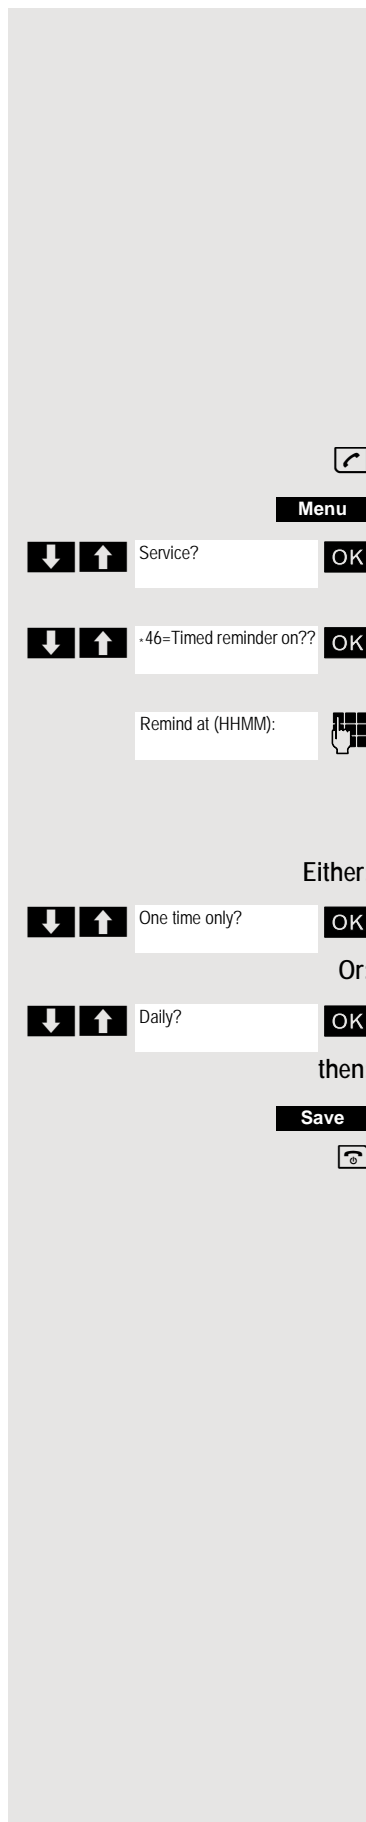 Menu
Service? OK
*46=Timed reminder on?? OK
Remind at (HHMM):
Either
One time only? OK
Or:
Daily? OK
then
Save